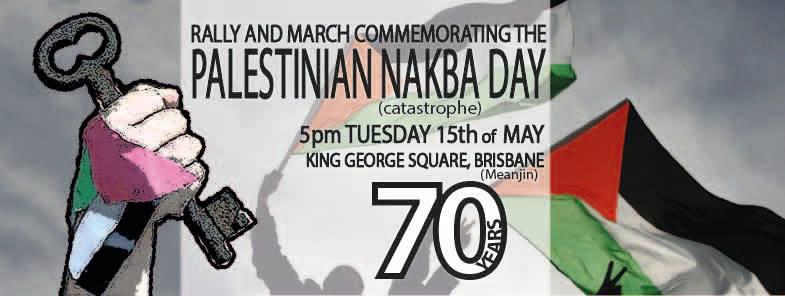 RALLY AND MARCH COMMEMORATING THE
PALESTINIAN NAKBA DAY
(catastrophe)
5pm TUESDAY 15th of MAY
KING GEORGE SQUARE, BRISBANE
(Meanjin)
70
YEARS